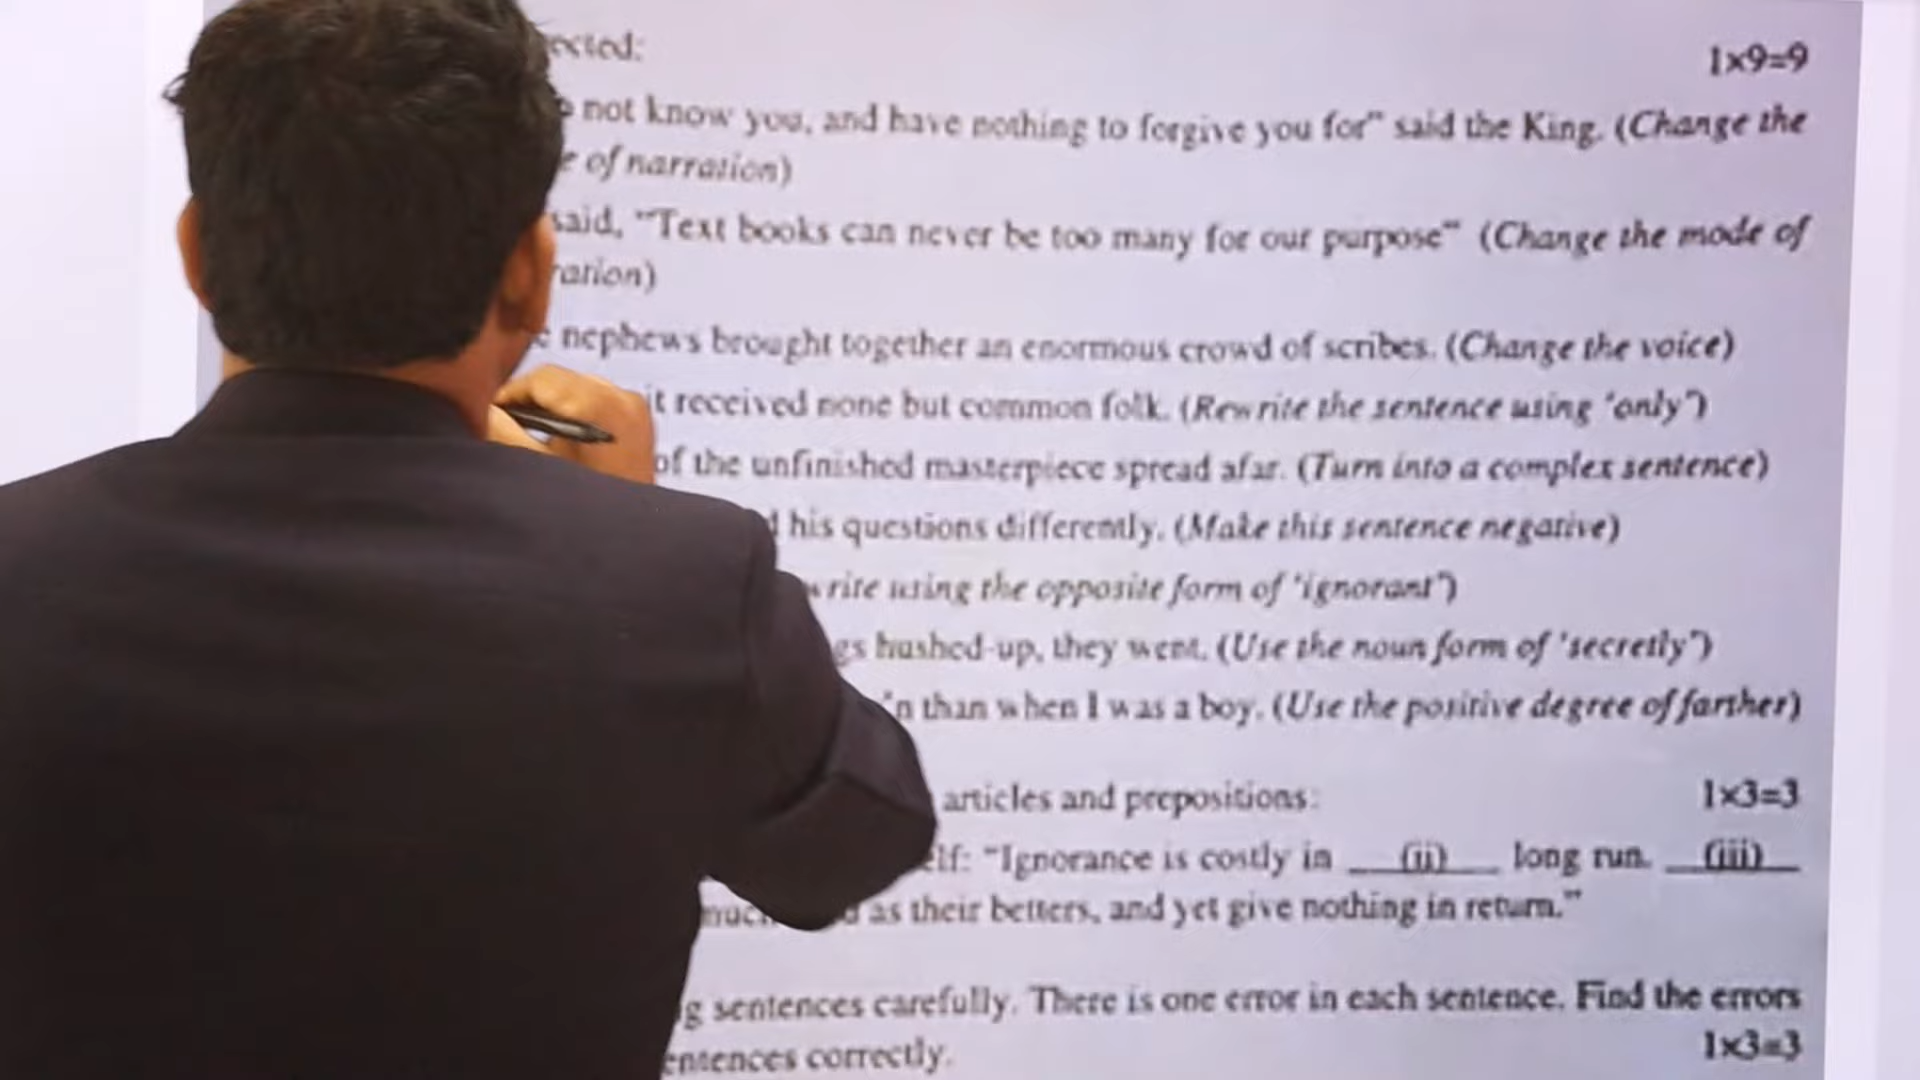 ected: 1×9=9
not know you, and have nothing to forgive you for" said the King. (Change the
of narration)
said, "Text books can never be too many for our purpose" (Change the mode of
ration)
nephews brought together an enormous crowd of scribes. (Change the voice)
it received none but common folk. (Rewrite the sentence using 'only')
of the unfinished masterpiece spread afar. (Turn into a complex sentence)
his questions differently. (Make this sentence negative)
write using the opposite form of 'ignorant')
gs hushed-up, they went. (Use the noun form of 'secretly')
'n than when I was a boy. (Use the positive degree of farther)
articles and prepositions: 1×3=3
elf: "Ignorance is costly in (ii) long run. (iii)
as their betters, and yet give nothing in return."
g sentences carefully. There is one error in each sentence. Find the errors
entences correctly. 1×3=3